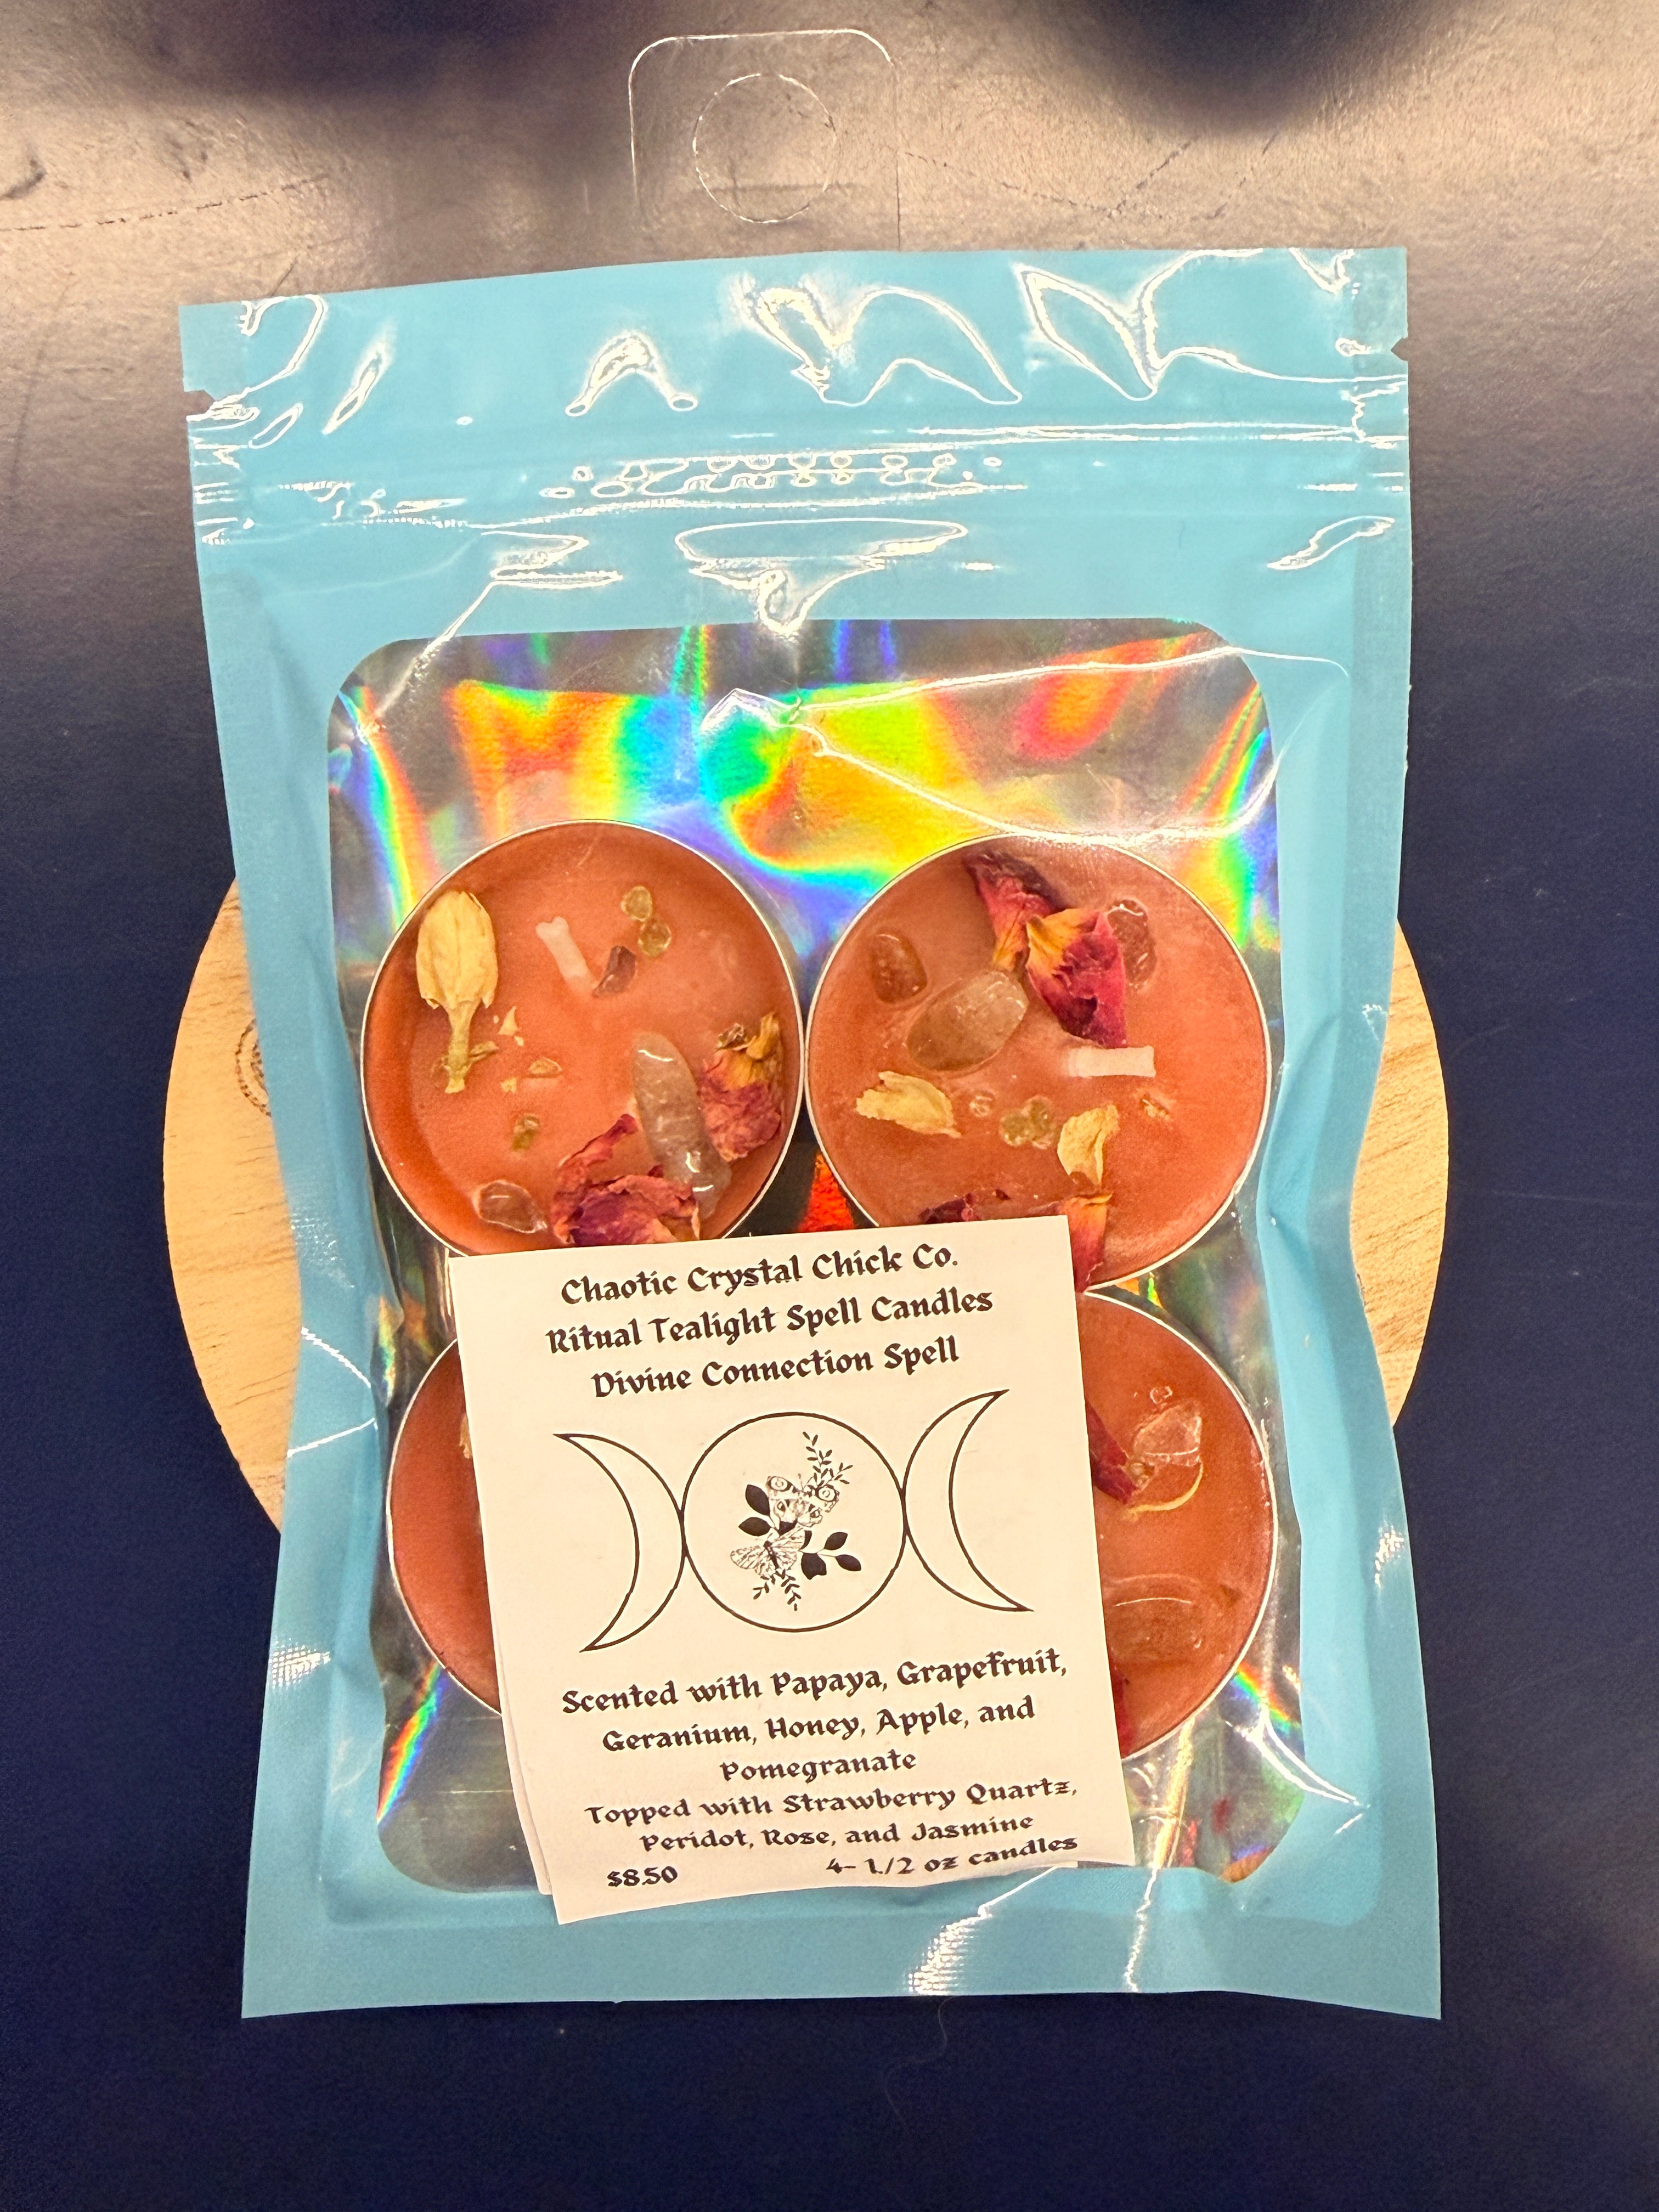 Chaotic Crystal Chick Co.
Ritual Tealight Spell Candles
Divine Connection Spell
Scented with Papaya, Grapefruit,
Geranium, Honey, Apple, and
Pomegranate
Topped with Strawberry Quartz,
Peridot, Rose, and Jasmine
$8.50 4- 1/2 oz candles